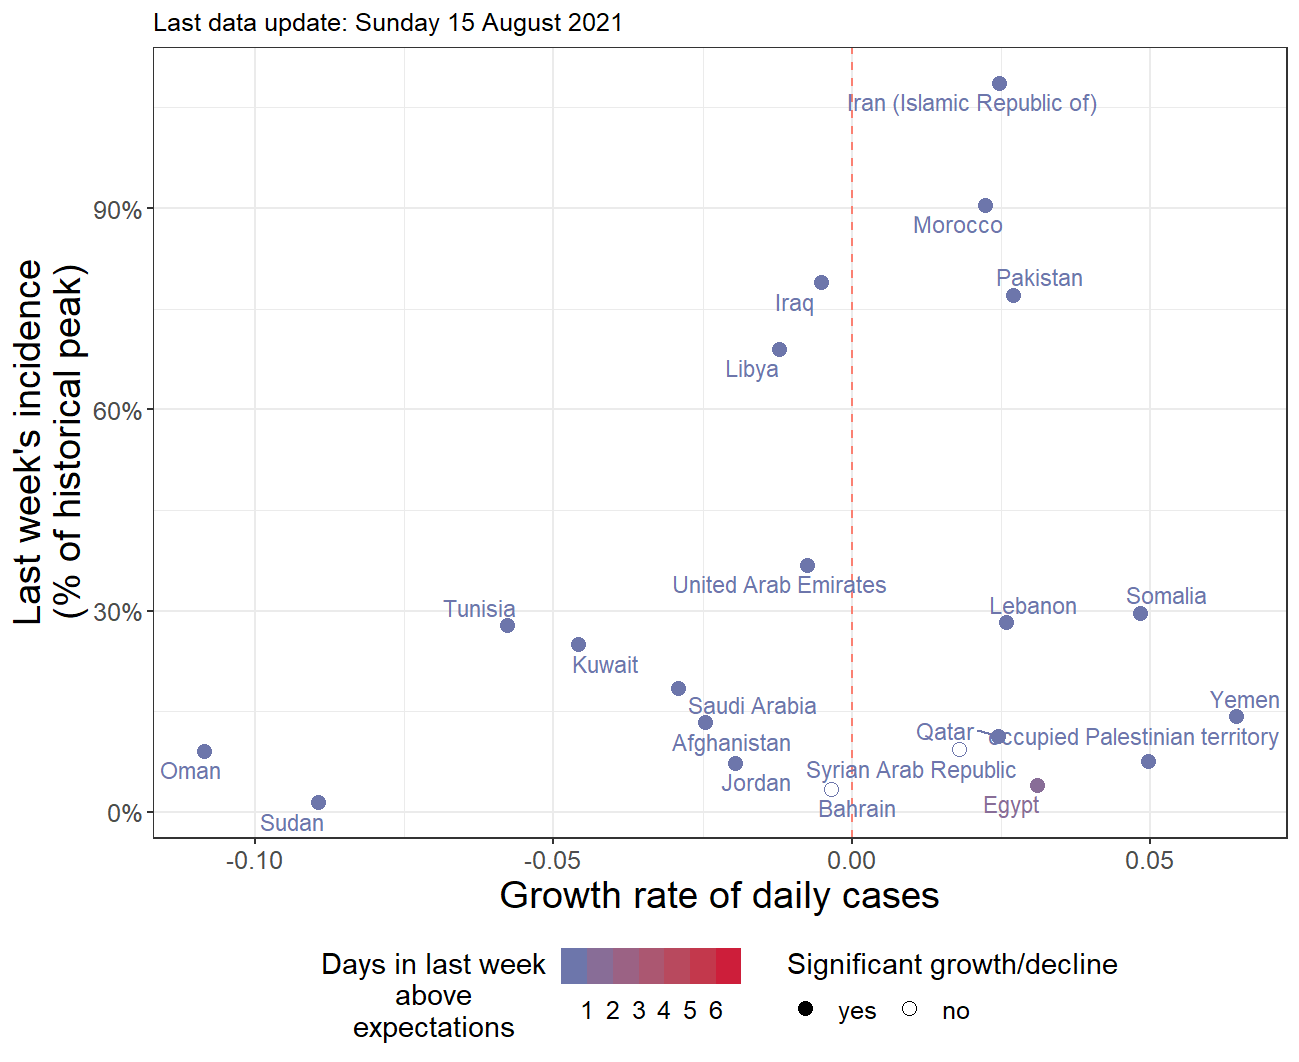 Last data update: Sunday 15 August 2021
Last week's incidence
(% of historical peak)
90%
60%
30%
0%
Iran (Islamic Republic of)
Morocco
Pakistan
Iraq
Libya
United Arab Emirates
Tunisia
Kuwait
Lebanon
Somalia
Saudi Arabia
Yemen
Qatar
occupied Palestinian territory
Afghanistan
Oman
Syrian Arab Republic
Jordan
Bahrain
Egypt
Sudan
-0.10
-0.05
0.00
0.05
Growth rate of daily cases
Days in last week
above
expectations
1 2 3 4 5 6
Significant growth/decline
yes
no